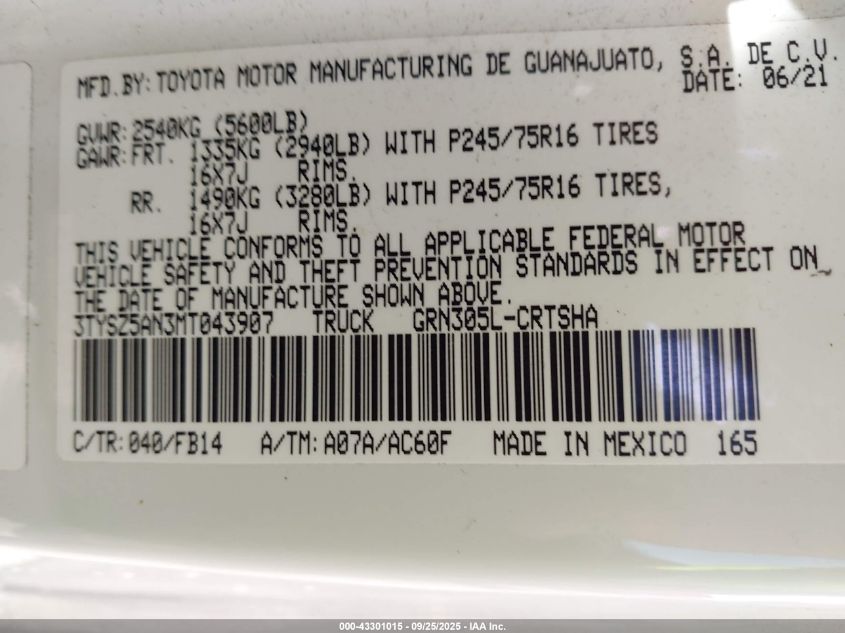 MFD. BY: TOYOTA MOTOR MANUFACTURING DE GUANAJUATO, S.A. DE C.V.
DATE: 06/21
GVWR: 2540KG (5600LB)
GAWR: FRT. 1335KG (2940LB) WITH P245/75R16 TIRES
16X7J RIMS.
RR. 1490KG (3280LB) WITH P245/75R16 TIRES,
16X7J RIMS.
THIS VEHICLE CONFORMS TO ALL APPLICABLE FEDERAL MOTOR
VEHICLE SAFETY AND THEFT PREVENTION STANDARDS IN EFFECT ON
THE DATE OF MANUFACTURE SHOWN ABOVE.
3TYSZ5AN3MT043907 TRUCK GRN305L-CRTSHA
C/TR: 040/FB14 A/TM: A07A/AC60F MADE IN MEXICO 165
000-43301015 - 09/25/2025 - IAA Inc.